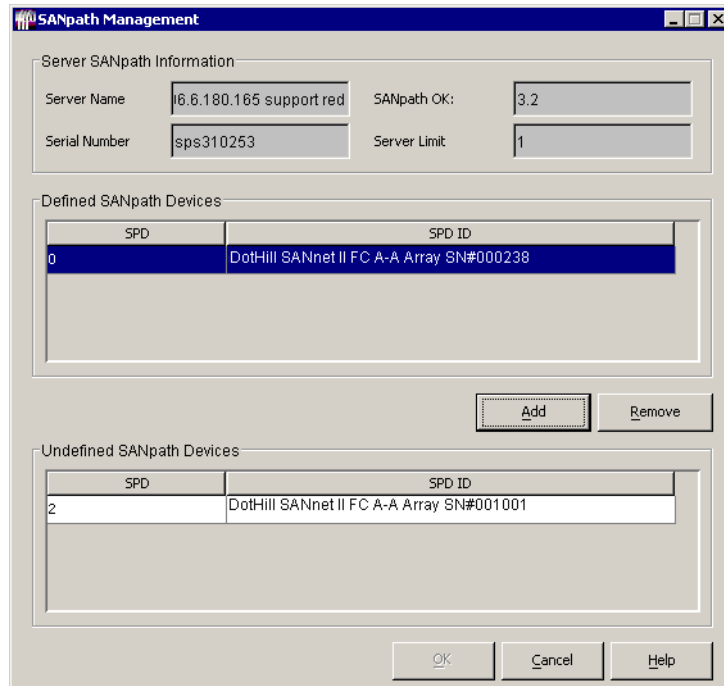 SANpath Management
Server SANpath Information
Server Name 6.6.180.165 support red SANpath OK: 3.2
Serial Number sps310253 Server Limit 1
Defined SANpath Devices
SPD SPD ID
0 DotHill SANnet II FC A-A Array SN#000238
Add Remove
Undefined SANpath Devices
SPD SPD ID
2 DotHill SANnet II FC A-A Array SN#001001
OK Cancel Help